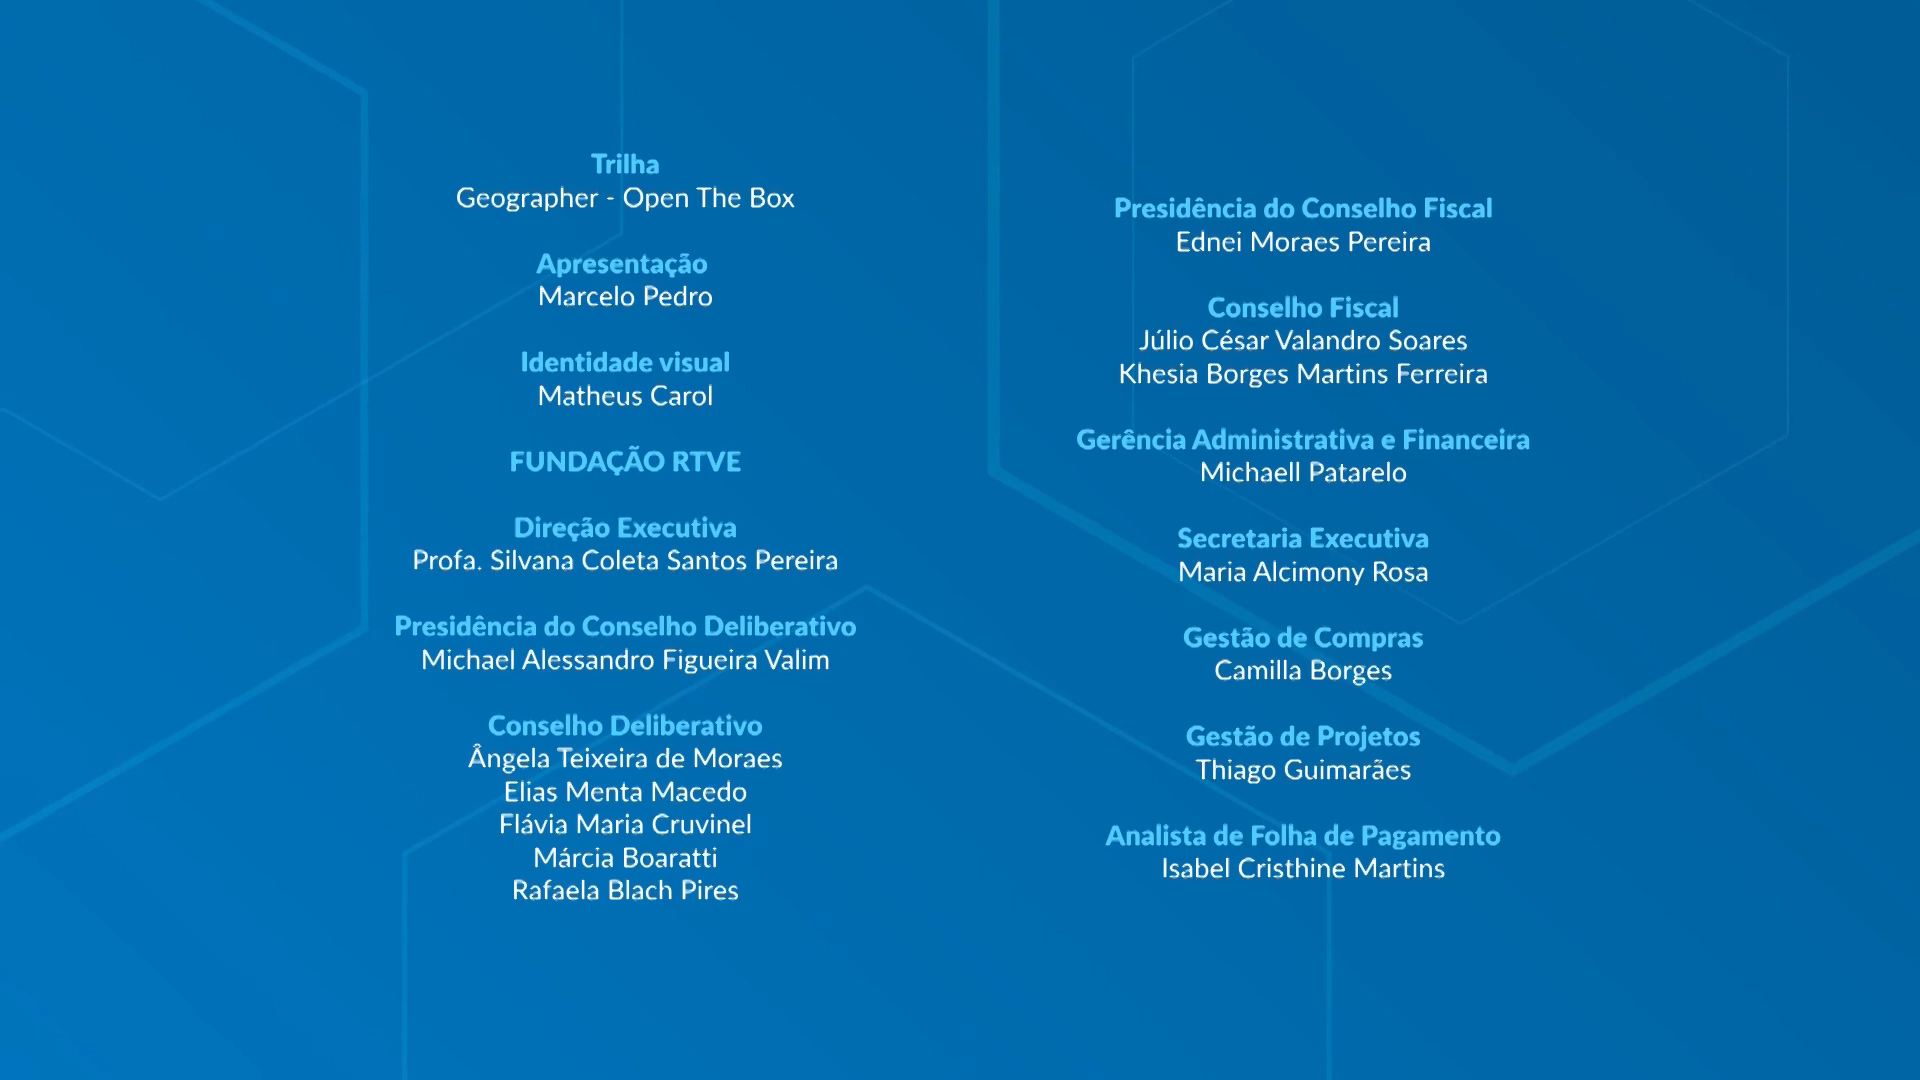 Trilha
Geographer - Open The Box
Apresentação
Marcelo Pedro
Identidade visual
Matheus Carol
FUNDAÇÃO RTVE
Direção Executiva
Profa. Silvana Coleta Santos Pereira
Presidência do Conselho Deliberativo
Michael Alessandro Figueira Valim
Conselho Deliberativo
Ângela Teixeira de Moraes
Elias Menta Macedo
Flávia Maria Cruvinel
Márcia Boaratti
Rafaela Blach Pires
Presidência do Conselho Fiscal
Ednei Moraes Pereira
Conselho Fiscal
Júlio César Valandro Soares
Khesia Borges Martins Ferreira
Gerência Administrativa e Financeira
Michaell Patarelo
Secretaria Executiva
Maria Alcimony Rosa
Gestão de Compras
Camilla Borges
Gestão de Projetos
Thiago Guimarães
Analista de Folha de Pagamento
Isabel Cristhine Martins